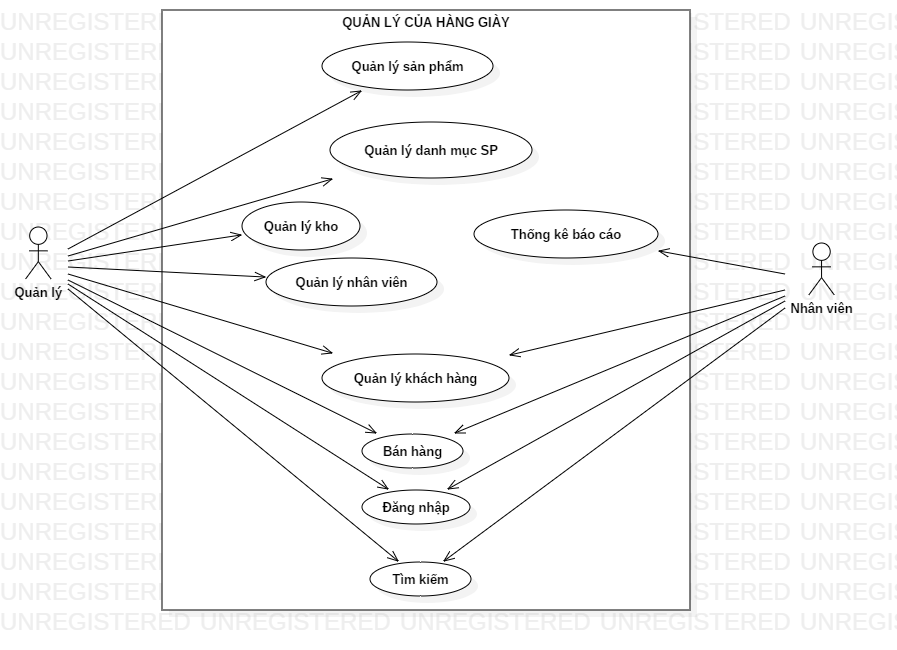 QUẢN LÝ CỦA HÀNG GIÀY
Quản lý sản phẩm
Quản lý danh mục SP
Quản lý kho
Thống kê báo cáo
Quản lý nhân viên
Quản lý
Nhân viên
Quản lý khách hàng
Bán hàng
Đăng nhập
Tìm kiếm
UNREGISTERED UNREGISTERED UNREGISTERED UNREGISTERED UNREGIS